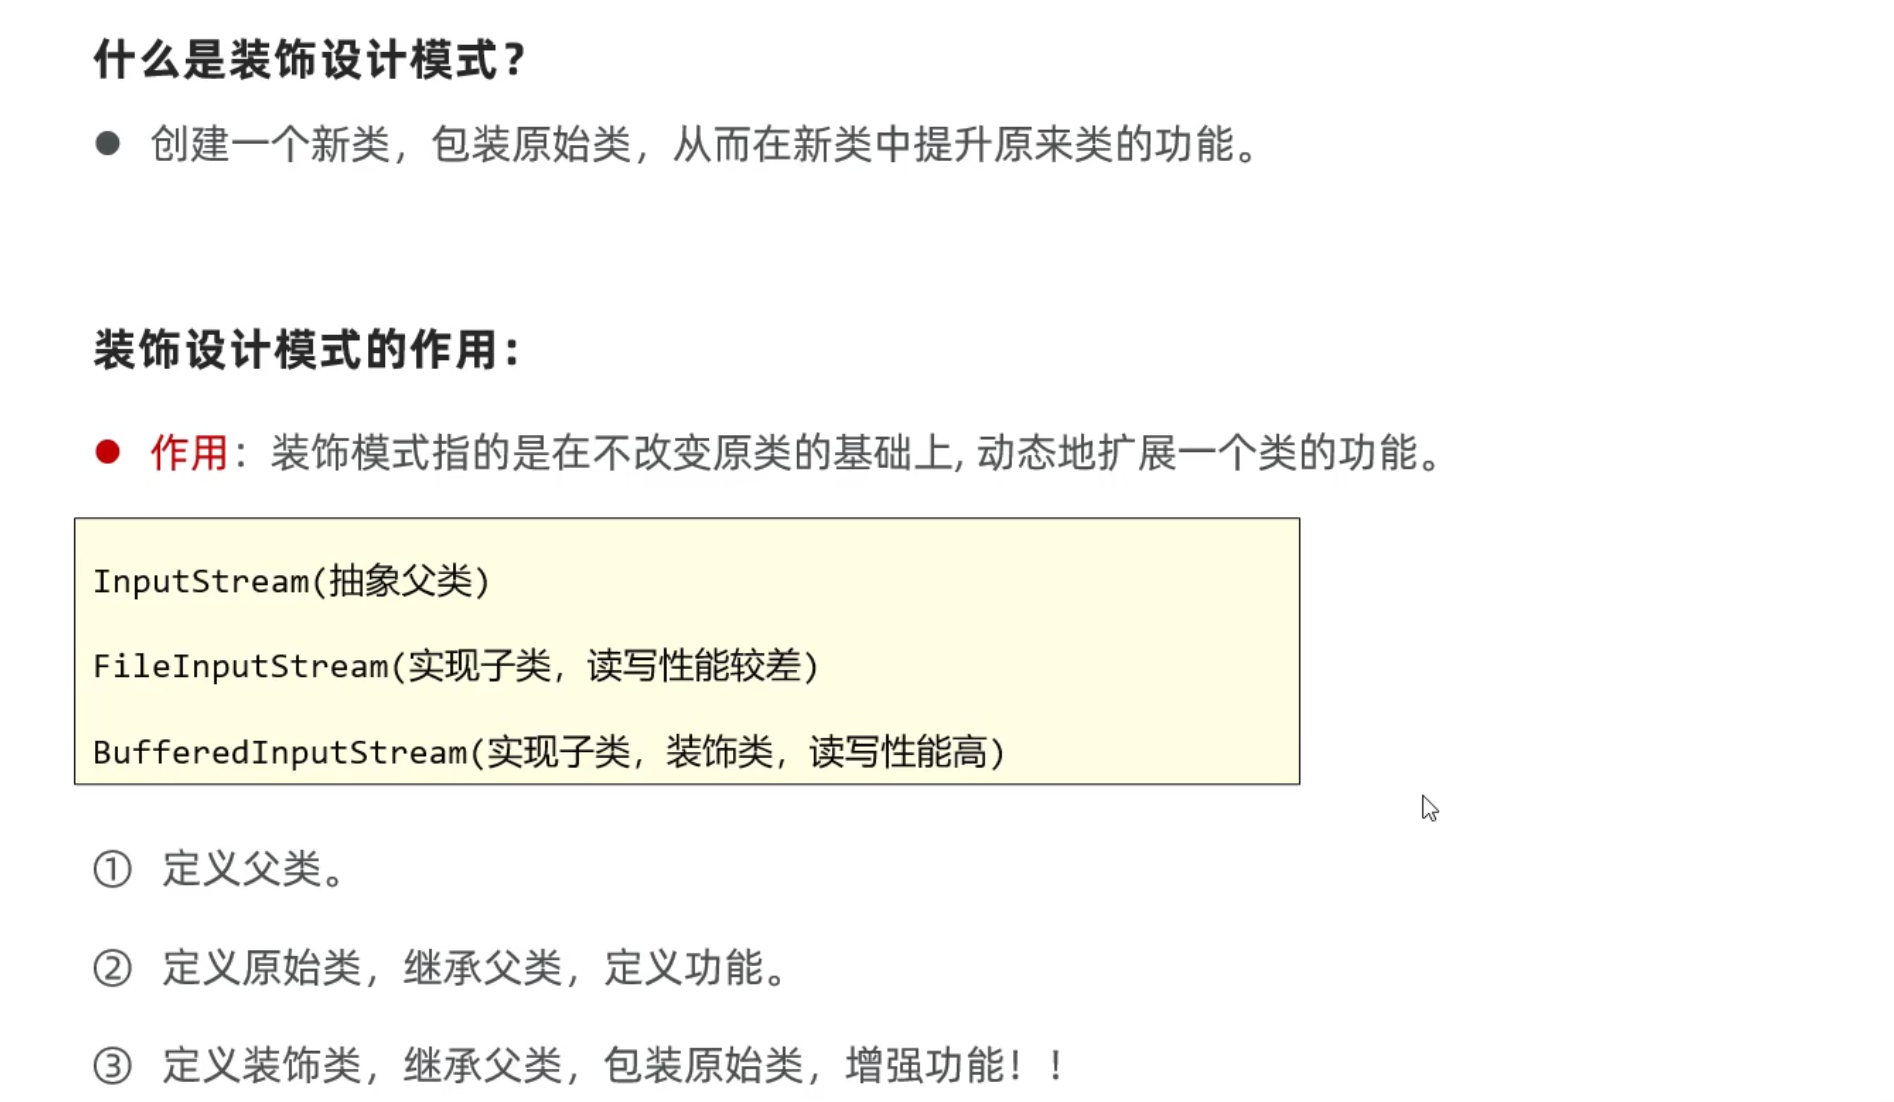 什么是装饰设计模式？
● 创建一个新类，包装原始类，从而在新类中提升原来类的功能。
装饰设计模式的作用：
● 作用：装饰模式指的是在不改变原类的基础上, 动态地扩展一个类的功能。
InputStream(抽象父类)
FileInputStream(实现子类，读写性能较差)
BufferedInputStream(实现子类，装饰类，读写性能高)
① 定义父类。
② 定义原始类，继承父类，定义功能。
③ 定义装饰类，继承父类，包装原始类，增强功能！！